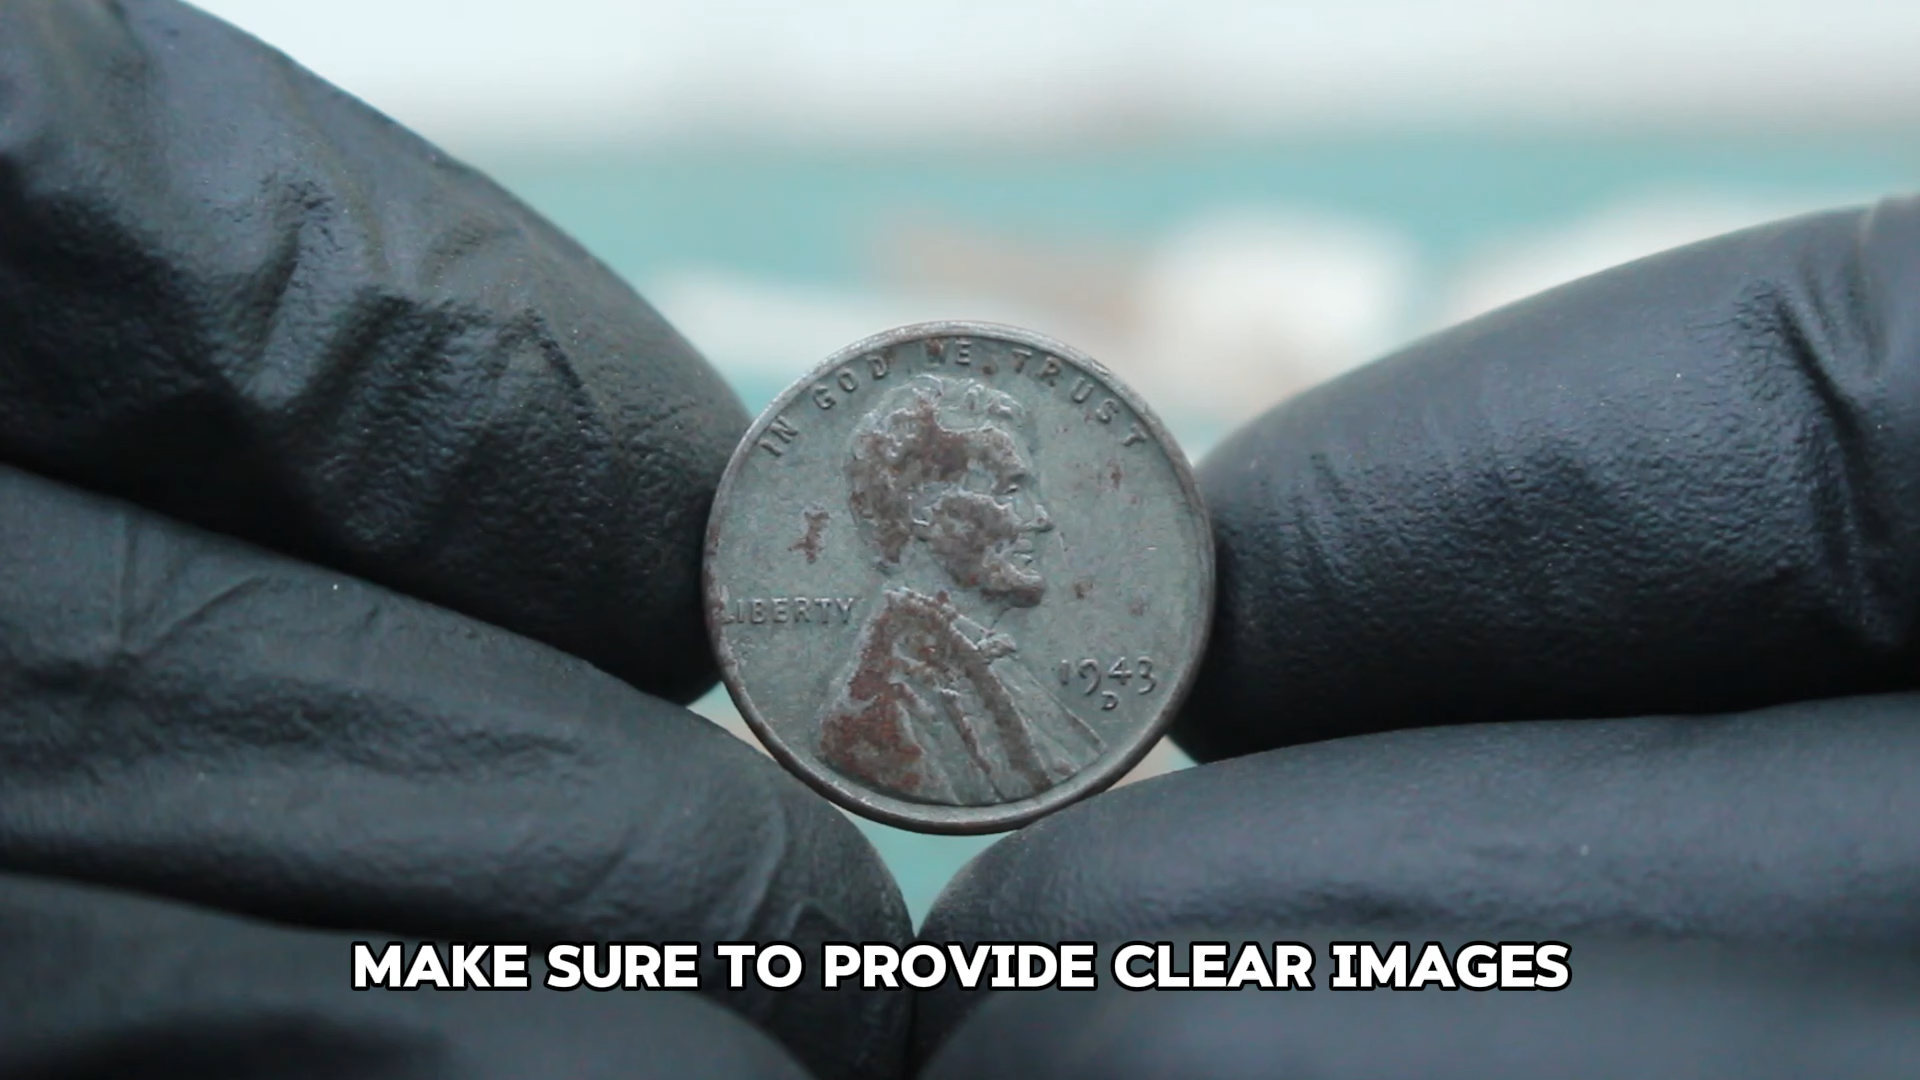 IN GOD WE TRUST
LIBERTY
1943
D
MAKE SURE TO PROVIDE CLEAR IMAGES